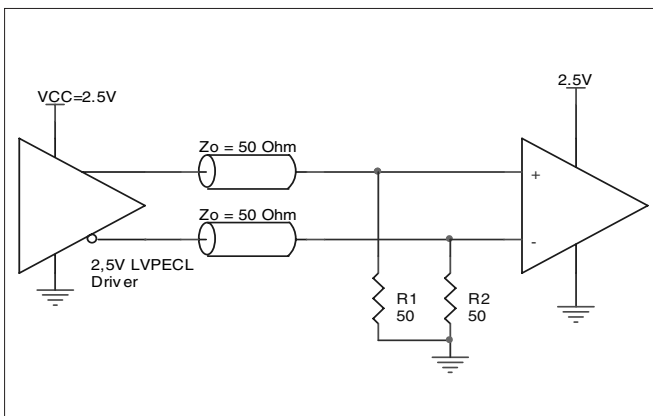 VCC=2.5V
2.5V
Zo = 50 Ohm
+
Zo = 50 Ohm
-
2,5V LVPECL
Driver
R1
50
R2
50